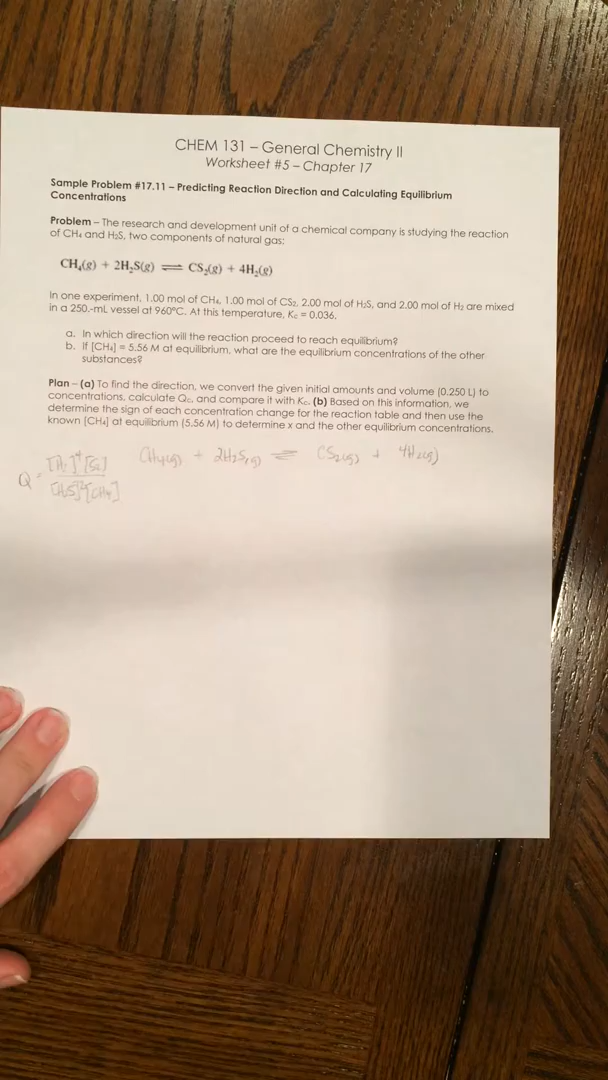 CHEM 131 – General Chemistry II
Worksheet #5 – Chapter 17
Sample Problem #17.11 – Predicting Reaction Direction and Calculating Equilibrium
Concentrations
Problem – The research and development unit of a chemical company is studying the reaction
of CH₄ and H₂S, two components of natural gas:
CH₄(g) + 2H₂S(g) ⇌ CS₂(g) + 4H₂(g)
In one experiment, 1.00 mol of CH₄, 1.00 mol of CS₂, 2.00 mol of H₂S, and 2.00 mol of H₂ are mixed
in a 250.-mL vessel at 960°C. At this temperature, Kc = 0.036.
a. In which direction will the reaction proceed to reach equilibrium?
b. If [CH₄] = 5.56 M at equilibrium, what are the equilibrium concentrations of the other
substances?
Plan – (a) To find the direction, we convert the given initial amounts and volume (0.250 L) to
concentrations, calculate Qc, and compare it with Kc. (b) Based on this information, we
determine the sign of each concentration change for the reaction table and then use the
known [CH₄] at equilibrium (5.56 M) to determine x and the other equilibrium concentrations.
CH₄(g) + 2H₂S(g) ⇌ CS₂(g) + 4H₂(g)
Q =
[H₂]⁴
[H₂S]²[CH₄]